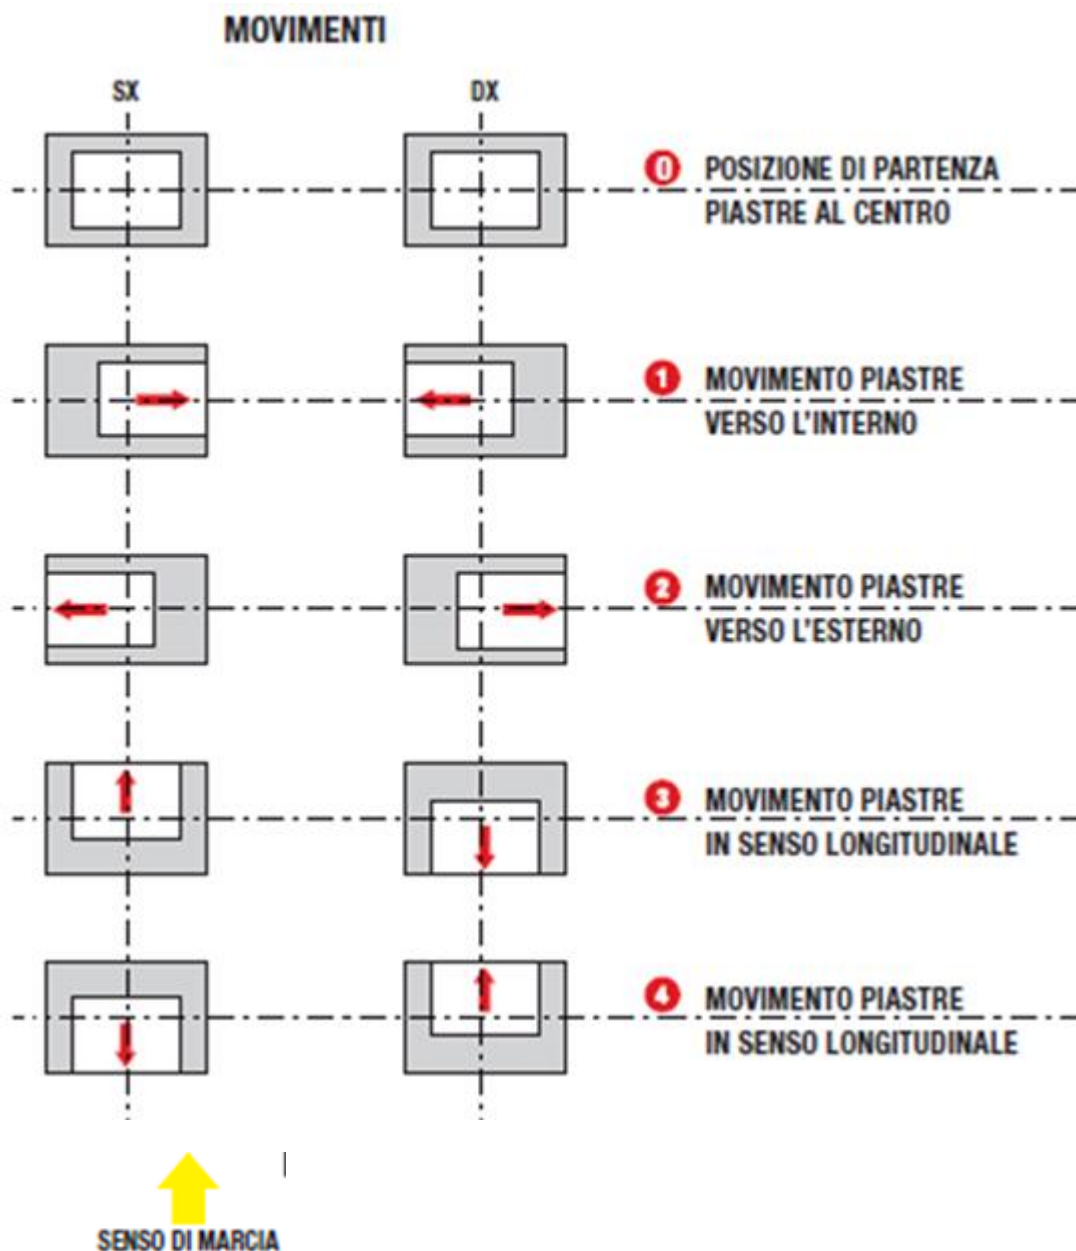 MOVIMENTI
SX DX
0 POSIZIONE DI PARTENZA
PIASTRE AL CENTRO
1 MOVIMENTO PIASTRE
VERSO L'INTERNO
2 MOVIMENTO PIASTRE
VERSO L'ESTERNO
3 MOVIMENTO PIASTRE
IN SENSO LONGITUDINALE
4 MOVIMENTO PIASTRE
IN SENSO LONGITUDINALE
SENSO DI MARCIA